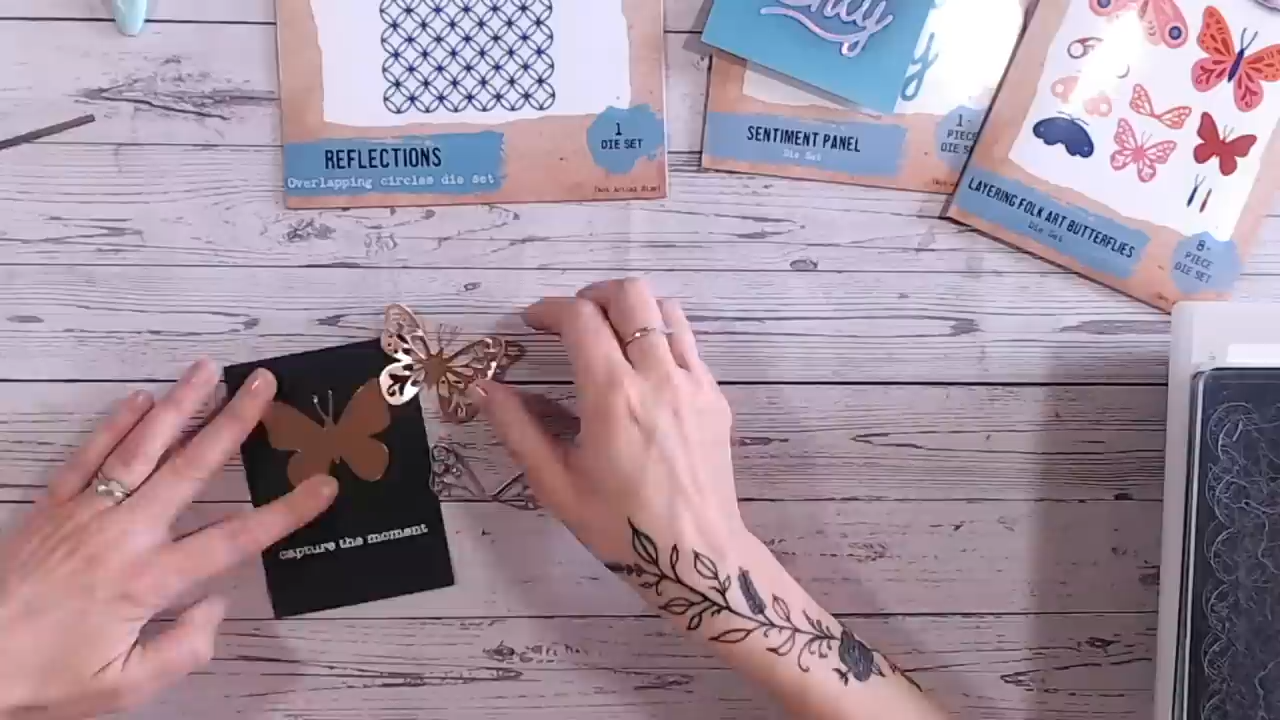 REFLECTIONS
Overlapping circles die set
1
DIE SET
SENTIMENT PANEL
Die Set
1-
PIECE
DIE SET
LAYERING FOLK ART BUTTERFLIES
Die Set
8-
PIECE
DIE SET
capture the moment